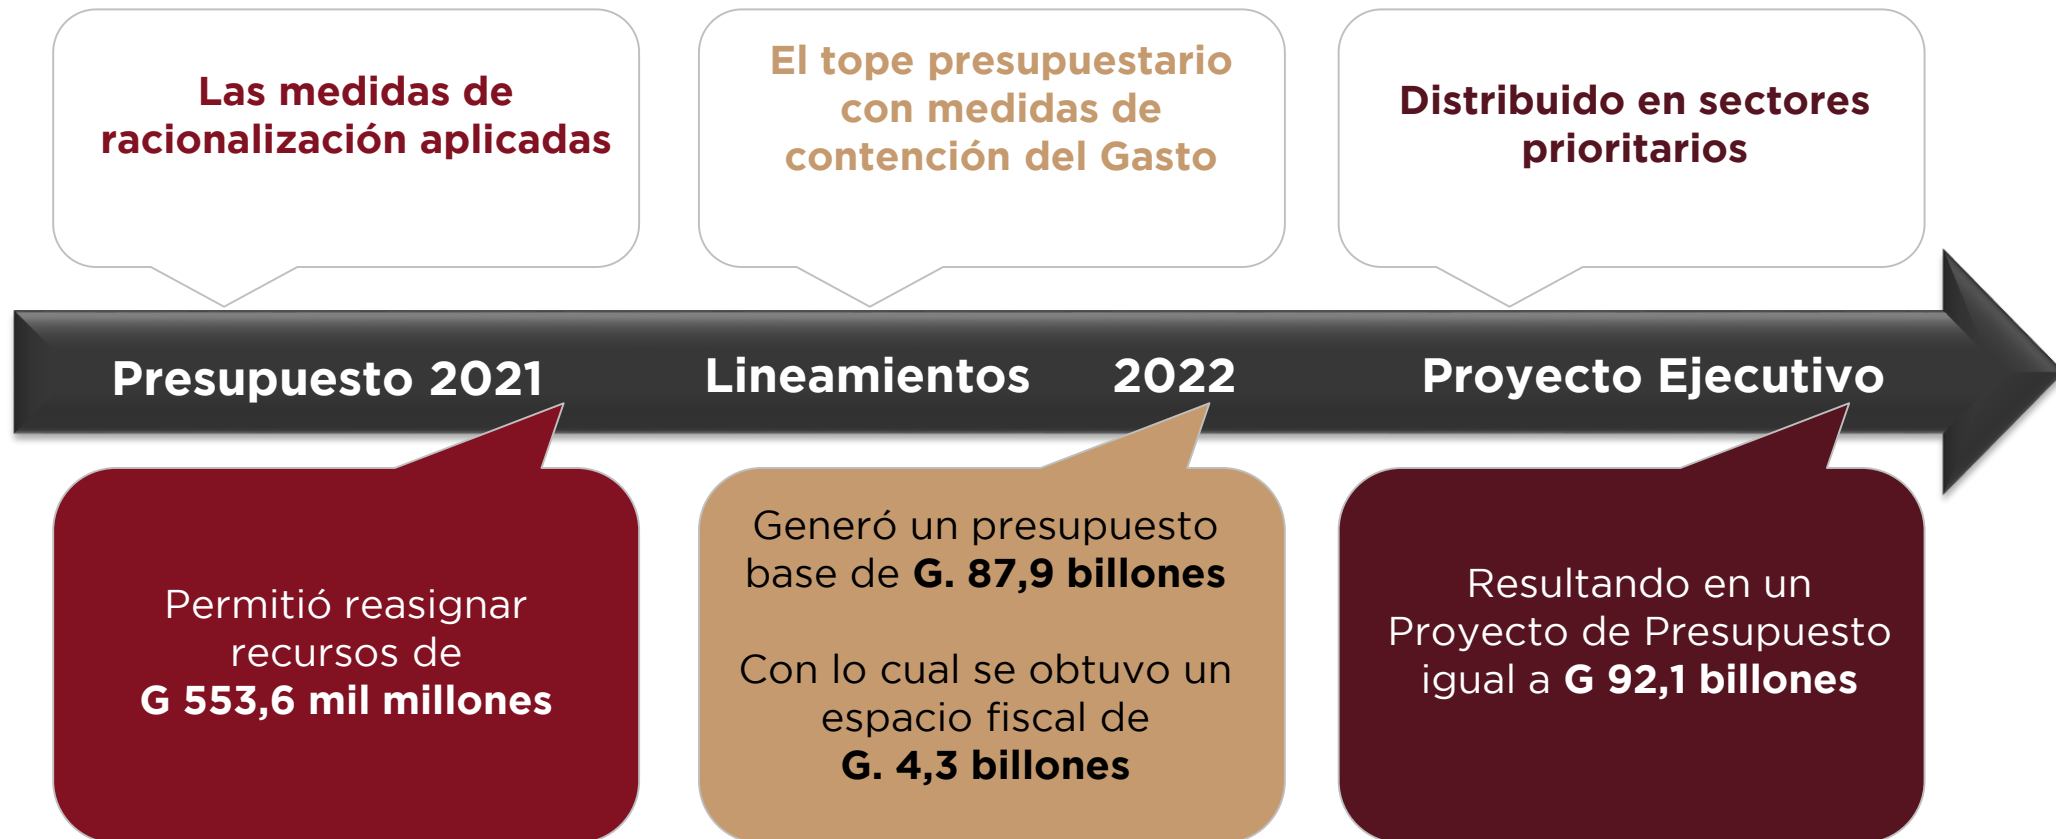 Las medidas de
racionalización aplicadas
El tope presupuestario
con medidas de
contención del Gasto
Distribuido en sectores
prioritarios
Presupuesto 2021
Lineamientos 2022
Proyecto Ejecutivo
Permitió reasignar
recursos de
G 553,6 mil millones
Generó un presupuesto
base de G. 87,9 billones
Con lo cual se obtuvo un
espacio fiscal de
G. 4,3 billones
Resultando en un
Proyecto de Presupuesto
igual a G 92,1 billones